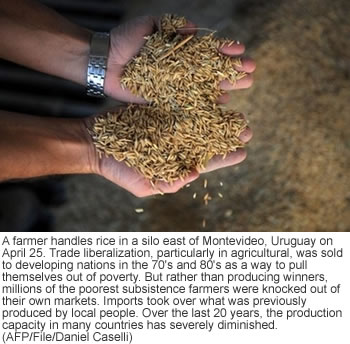 A farmer handles rice in a silo east of Montevideo, Uruguay on
April 25. Trade liberalization, particularly in agricultural, was sold
to developing nations in the 70's and 80's as a way to pull
themselves out of poverty. But rather than producing winners,
millions of the poorest subsistence farmers were knocked out of
their own markets. Imports took over what was previously
produced by local people. Over the last 20 years, the production
capacity in many countries has severely diminished.
(AFP/File/Daniel Caselli)